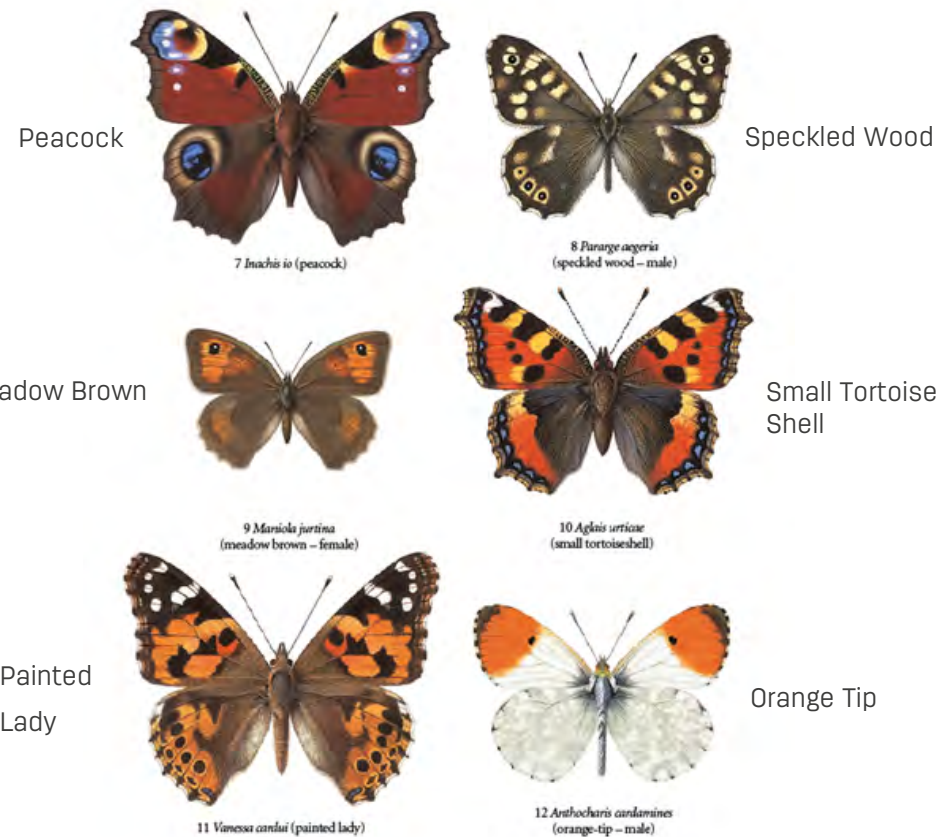 Peacock
Speckled Wood
7 Inachis io (peacock)
8 Pararge aegeria
(speckled wood – male)
adow Brown
Small Tortoise
Shell
9 Maniola jurtina
(meadow brown – female)
10 Aglais urticae
(small tortoiseshell)
Painted
Lady
Orange Tip
11 Vanessa cardui (painted lady)
12 Anthocharis cardamines
(orange-tip – male)